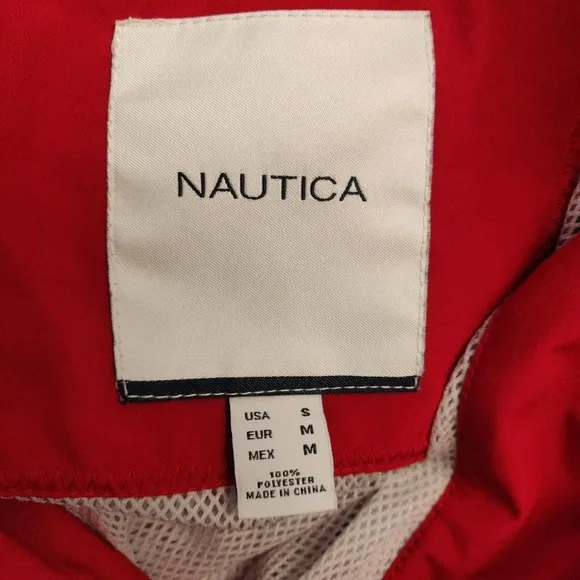 NAUTICA
USA S
EUR M
MEX M
100%
POLYESTER
MADE IN CHINA